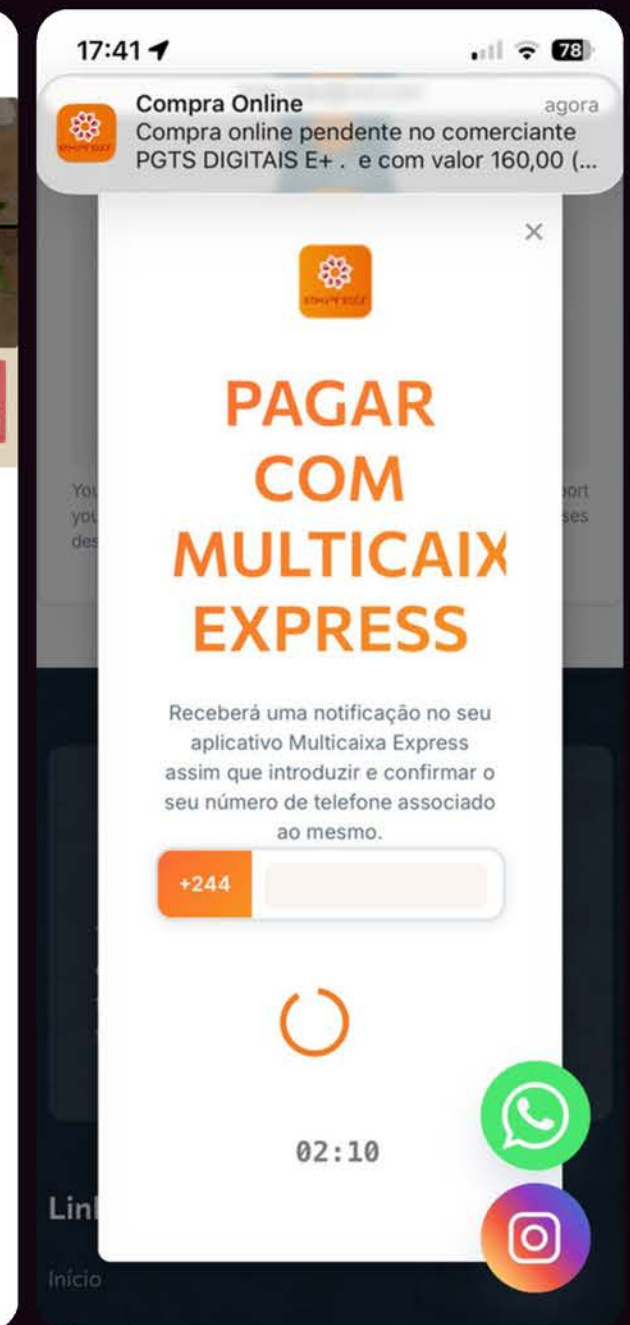 17:41
78
Compra Online
agora
Compra online pendente no comerciante
PGTS DIGITAIS E+ .  e com valor 160,00 (...
PAGAR
COM
MULTICAIX
EXPRESS
Receberá uma notificação no seu
aplicativo Multicaixa Express
assim que introduzir e confirmar o
seu número de telefone associado
ao mesmo.
+244
02:10
Início